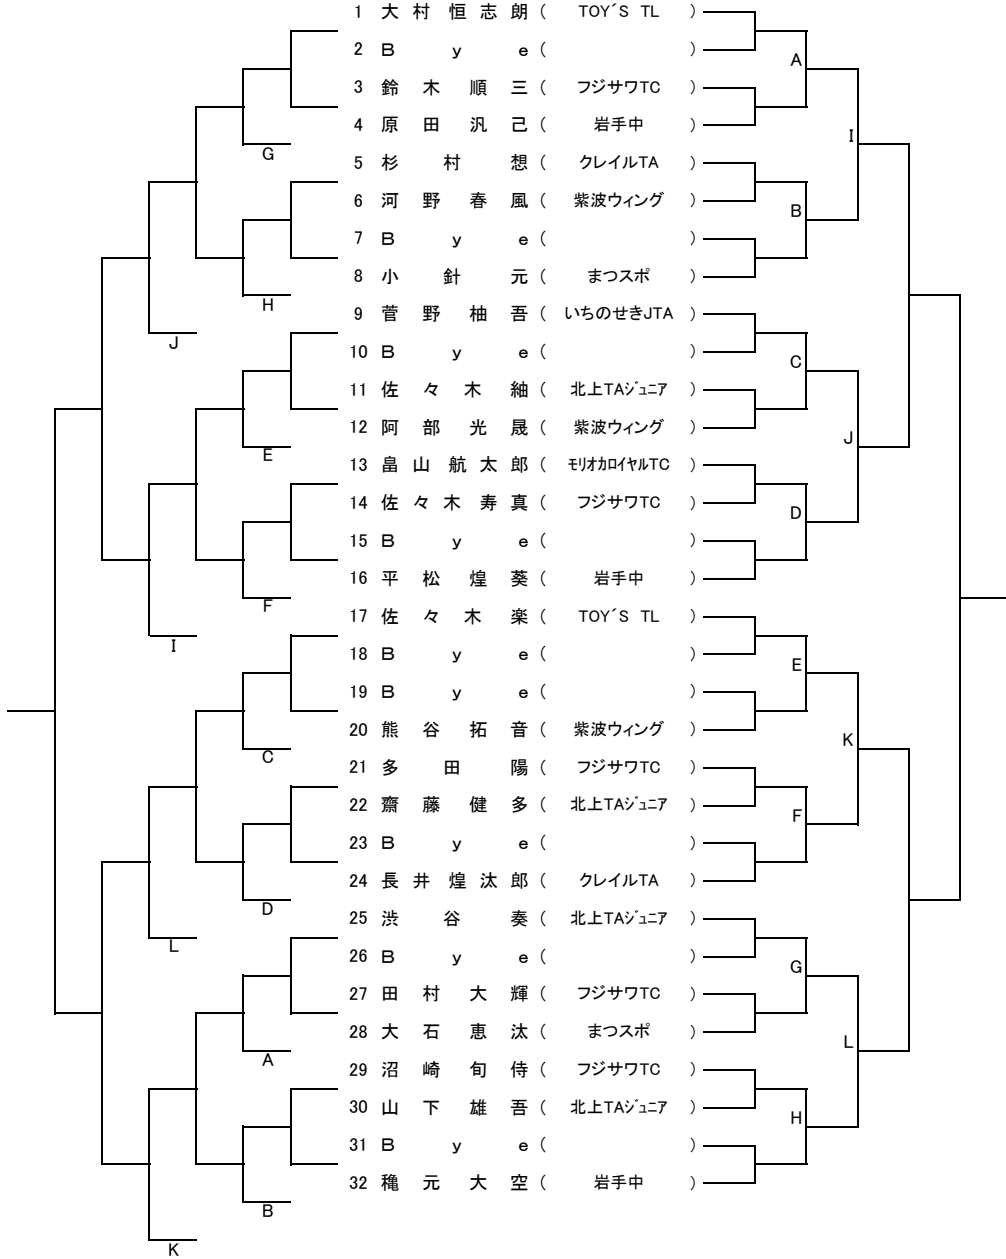 1 大村恒志朗 ( TOY´S TL )
2 Bye ( )
A
3 鈴木順三 ( フジサワTC )
4 原田汎己 ( 岩手中 )
I
G
5 杉村想 ( クレイルTA )
6 河野春風 ( 紫波ウィング )
B
7 Bye ( )
8 小針元 ( まつスポ )
H
9 菅野柚吾 ( いちのせきJTA )
J
10 Bye ( )
C
11 佐々木紬 ( 北上TAジュニア )
12 阿部光晟 ( 紫波ウィング )
J
E
13 畠山航太郎 ( モリオカロイヤルTC )
14 佐々木寿真 ( フジサワTC )
D
15 Bye ( )
16 平松煌葵 ( 岩手中 )
F
17 佐々木楽 ( TOY´S TL )
I
18 Bye ( )
E
19 Bye ( )
20 熊谷拓音 ( 紫波ウィング )
K
C
21 多田陽 ( フジサワTC )
22 齋藤健多 ( 北上TAジュニア )
F
23 Bye ( )
24 長井煌汰郎 ( クレイルTA )
D
25 渋谷奏 ( 北上TAジュニア )
L
26 Bye ( )
G
27 田村大輝 ( フジサワTC )
28 大石恵汰 ( まつスポ )
L
A
29 沼崎旬侍 ( フジサワTC )
30 山下雄吾 ( 北上TAジュニア )
H
31 Bye ( )
32 穐元大空 ( 岩手中 )
B
K